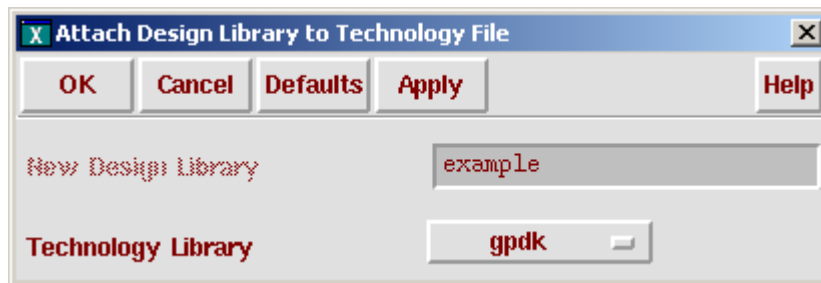 X Attach Design Library to Technology File
OK Cancel Defaults Apply Help
New Design Library example
Technology Library gpdk